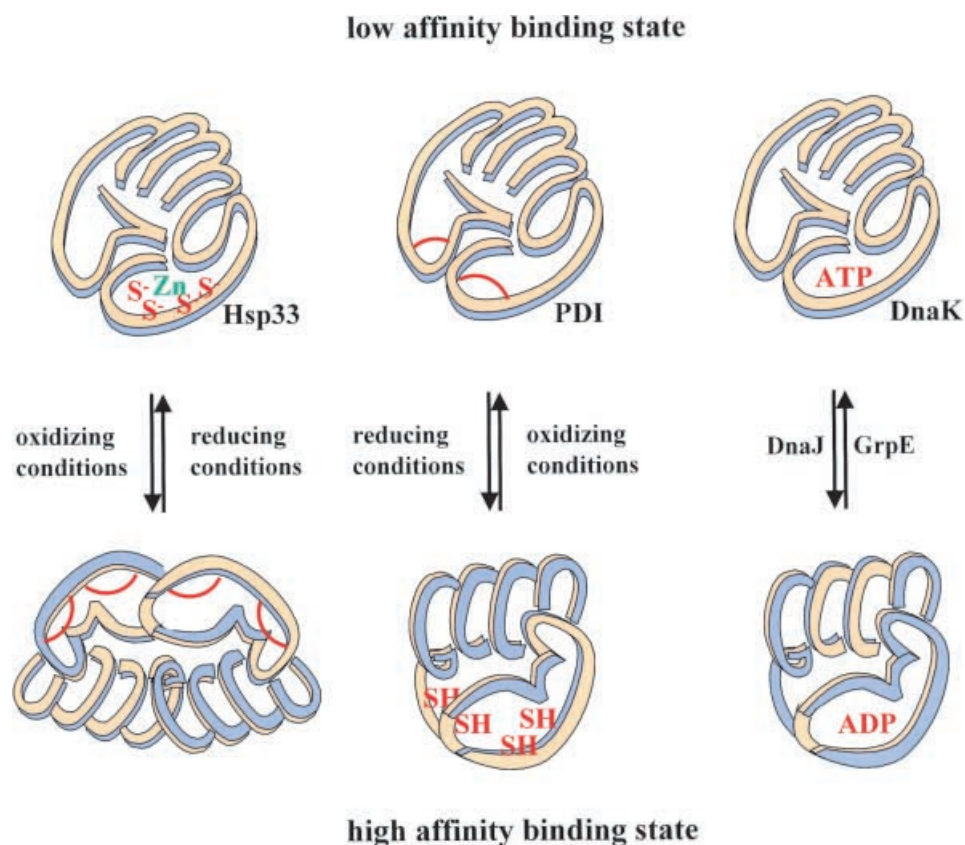 low affinity binding state
S- Zn S- S- S-
Hsp33
PDI
ATP
DnaK
oxidizing
conditions
reducing
conditions
reducing
conditions
oxidizing
conditions
DnaJ
GrpE
SH
SH
SH
SH
ADP
high affinity binding state